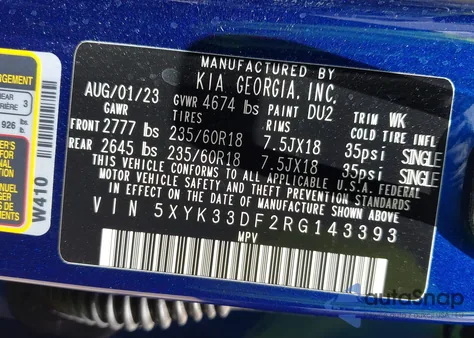 MANUFACTURED BY
KIA GEORGIA, INC.
AUG/01/23 GVWR 4674 lbs PAINT DU2 TRIM WK
GAWR TIRES RIMS COLD TIRE INFL
FRONT 2777 lbs 235/60R18 7.5JX18 35psi SINGLE
REAR 2645 lbs 235/60R18 7.5JX18 35psi SINGLE
THIS VEHICLE CONFORMS TO ALL APPLICABLE U.S.A. FEDERAL
MOTOR VEHICLE SAFETY AND THEFT PREVENTION STANDARDS
IN EFFECT ON THE DATE OF MANUFACTURE SHOWN ABOVE
VIN 5XYK33DF2RG143393
MPV
W410
3
926
autoSnap